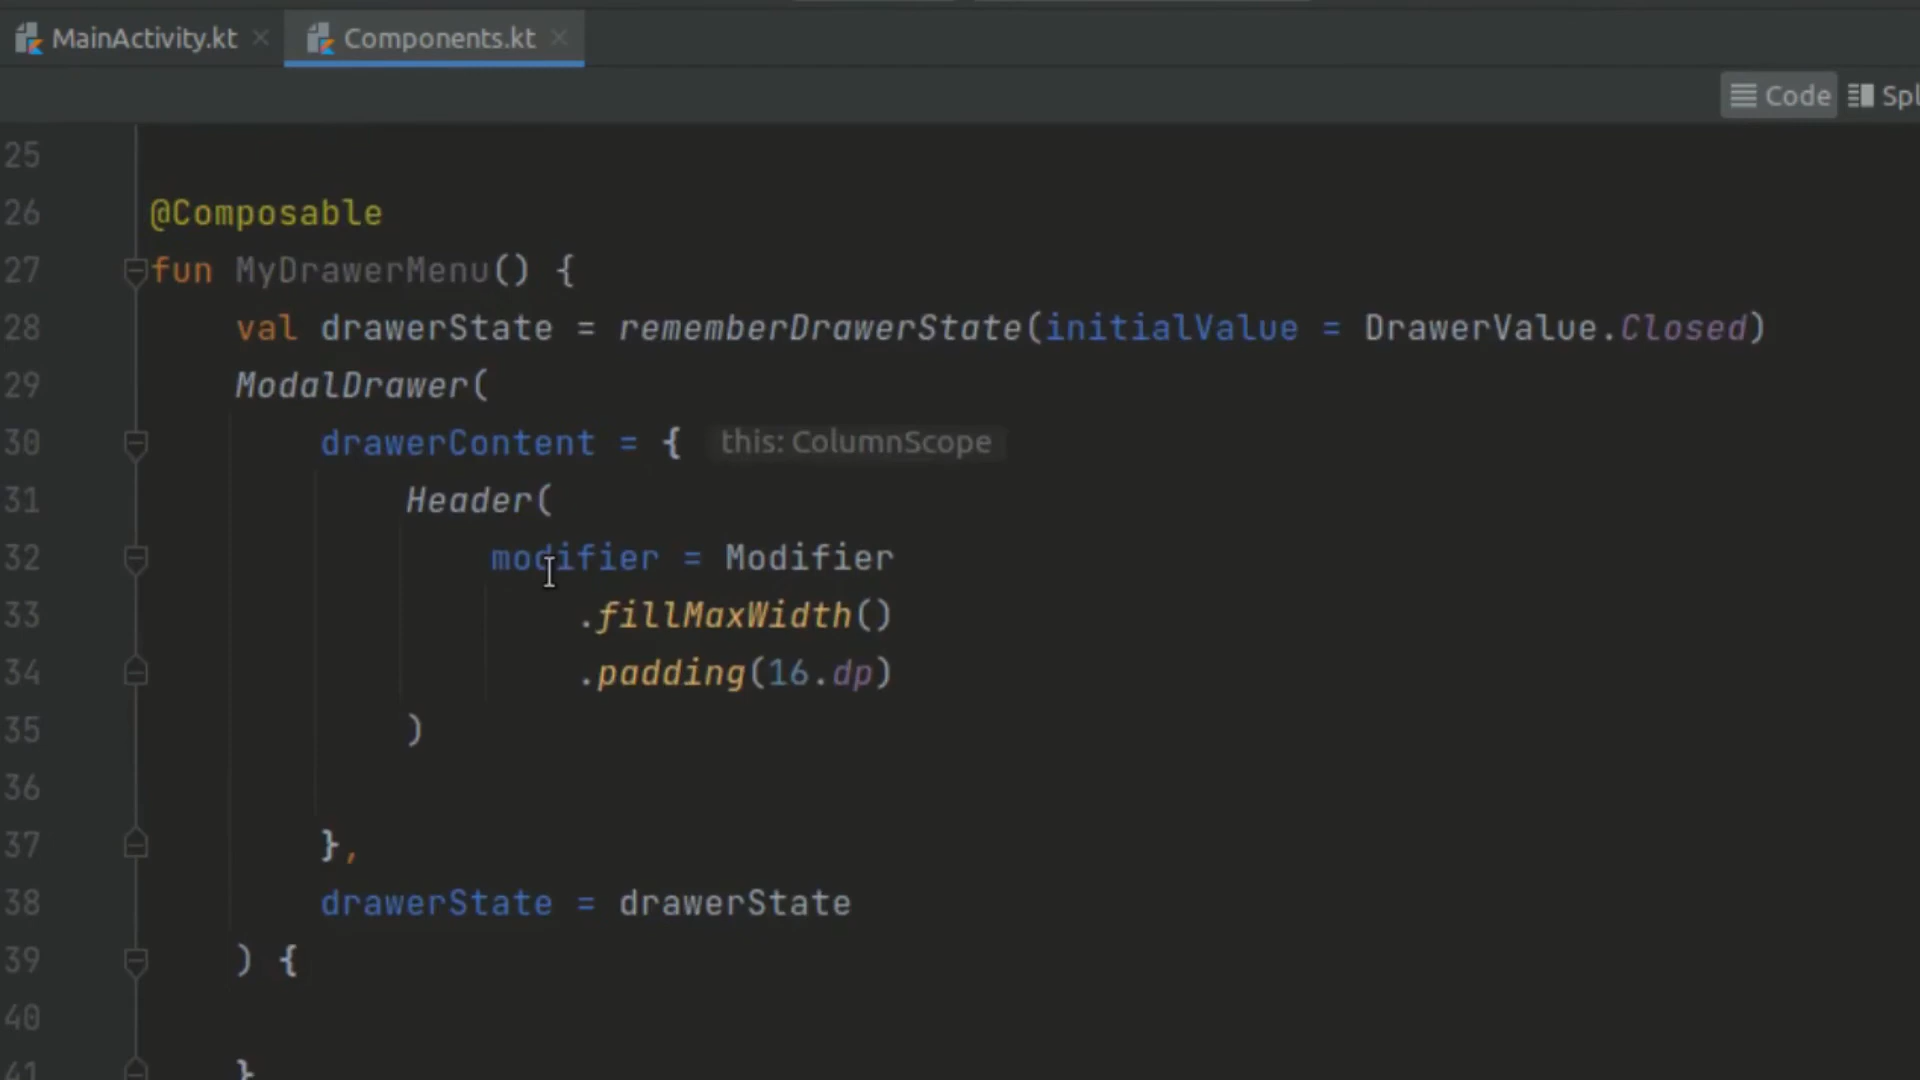 MainActivity.kt
Components.kt
Code
Spl
25
26 @Composable
27 fun MyDrawerMenu() {
28 val drawerState = rememberDrawerState(initialValue = DrawerValue.Closed)
29 ModalDrawer(
30 drawerContent = { this: ColumnScope
31 Header(
32 modifier = Modifier
33 .fillMaxWidth()
34 .padding(16.dp)
35 )
36
37 },
38 drawerState = drawerState
39 ) {
40
41 }